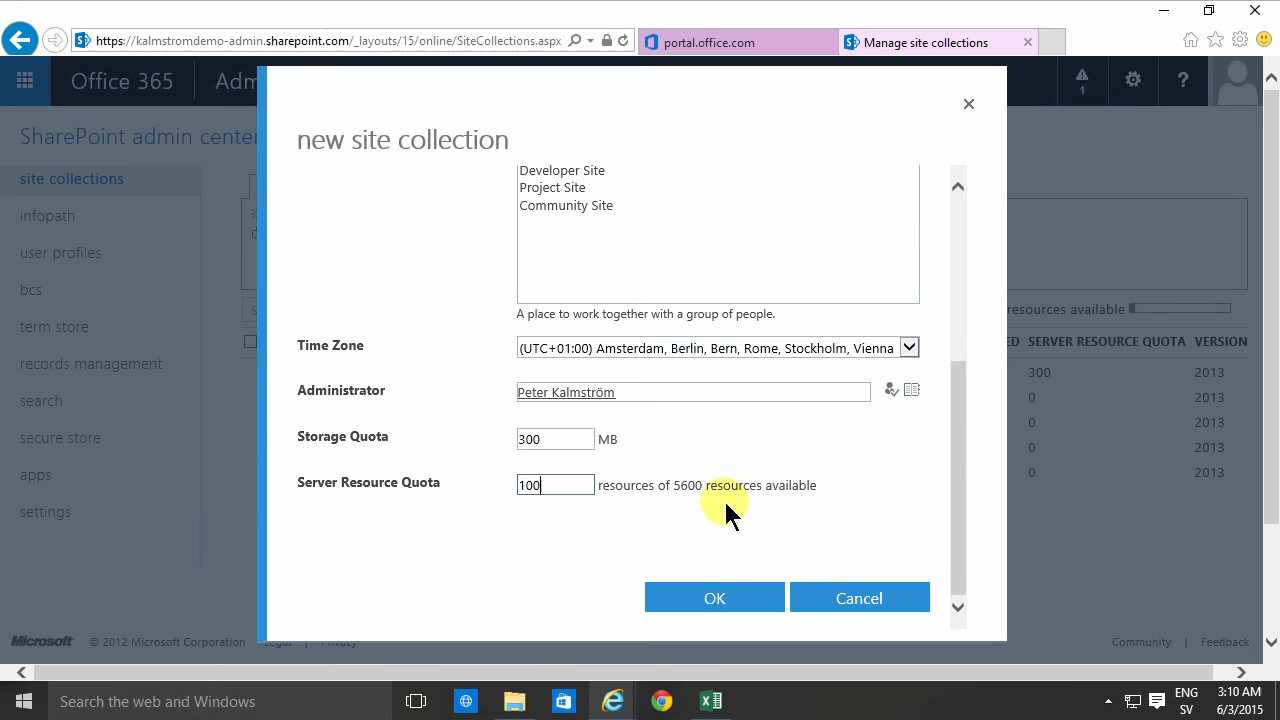 https://kalmstromdemo-admin.sharepoint.com/_layouts/15/online/SiteCollections.aspx
portal.office.com
Manage site collections
Office 365
Adm
1
?
SharePoint admin center
new site collection
site collections
infopath
user profiles
bcs
term store
records management
search
secure store
apps
settings
Developer Site
Project Site
Community Site
A place to work together with a group of people.
Time Zone
(UTC+01:00) Amsterdam, Berlin, Bern, Rome, Stockholm, Vienna
Administrator
Peter Kalmström
Storage Quota
300 MB
Server Resource Quota
100 resources of 5600 resources available
OK
Cancel
resources available
ED SERVER RESOURCE QUOTA VERSION
300 2013
0 2013
0 2013
0 2013
0 2013
Microsoft © 2012 Microsoft Corporation Legal | Privacy
Community | Feedback
Search the web and Windows
ENG
SV
3:10 AM
6/3/2015